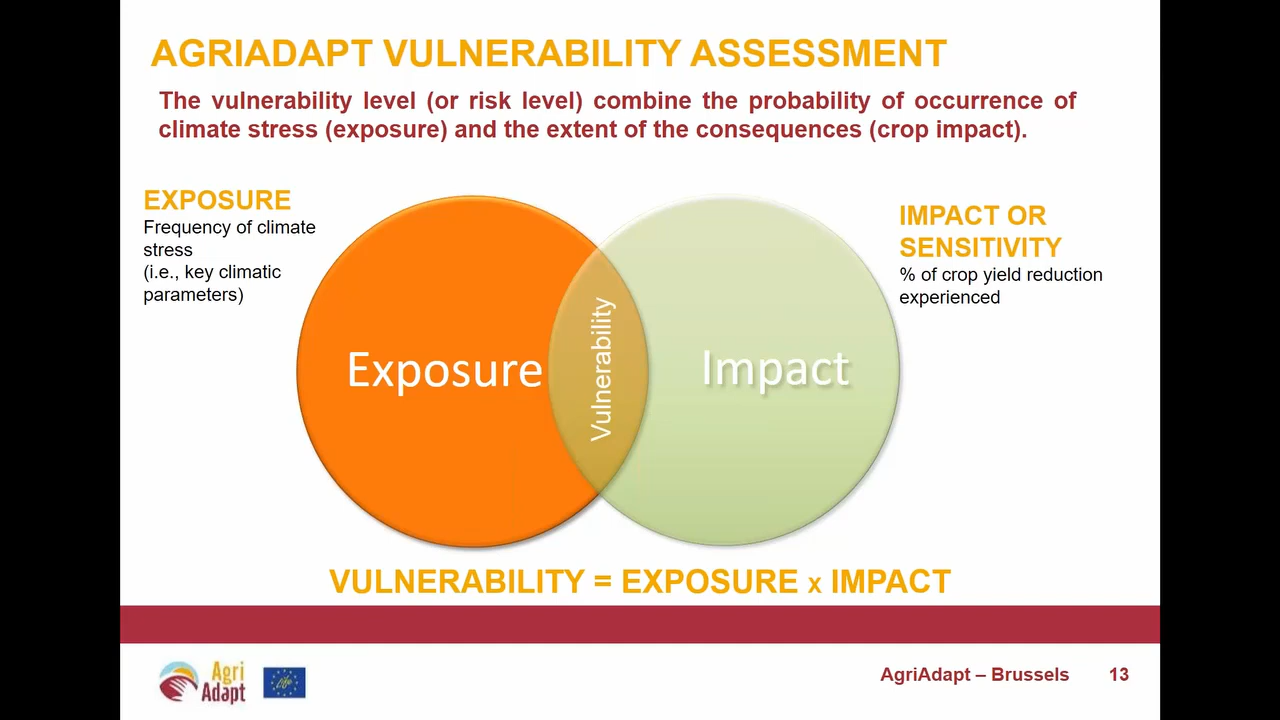 AGRIADAPT VULNERABILITY ASSESSMENT
The vulnerability level (or risk level) combine the probability of occurrence of
climate stress (exposure) and the extent of the consequences (crop impact).
EXPOSURE
Frequency of climate
stress
(i.e., key climatic
parameters)
IMPACT OR
SENSITIVITY
% of crop yield reduction
experienced
Exposure
Vulnerability
Impact
VULNERABILITY = EXPOSURE x IMPACT
Agri
Adapt
Life
AgriAdapt – Brussels 13